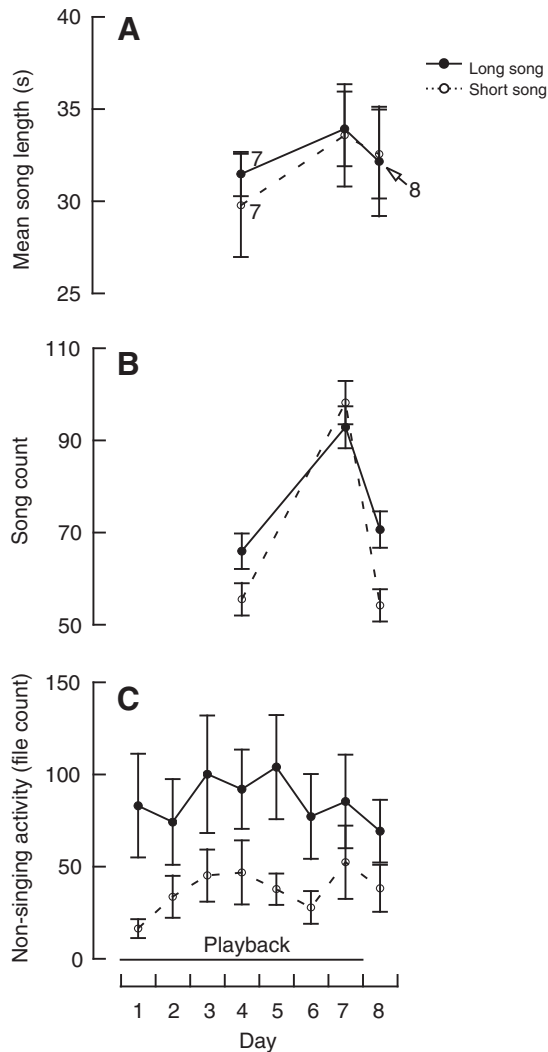 A
40
35
30
25
Mean song length (s)
7
7
8
Long song
Short song
B
110
90
70
50
Song count
C
150
100
50
0
Non-singing activity (file count)
Playback
1 2 3 4 5 6 7 8
Day